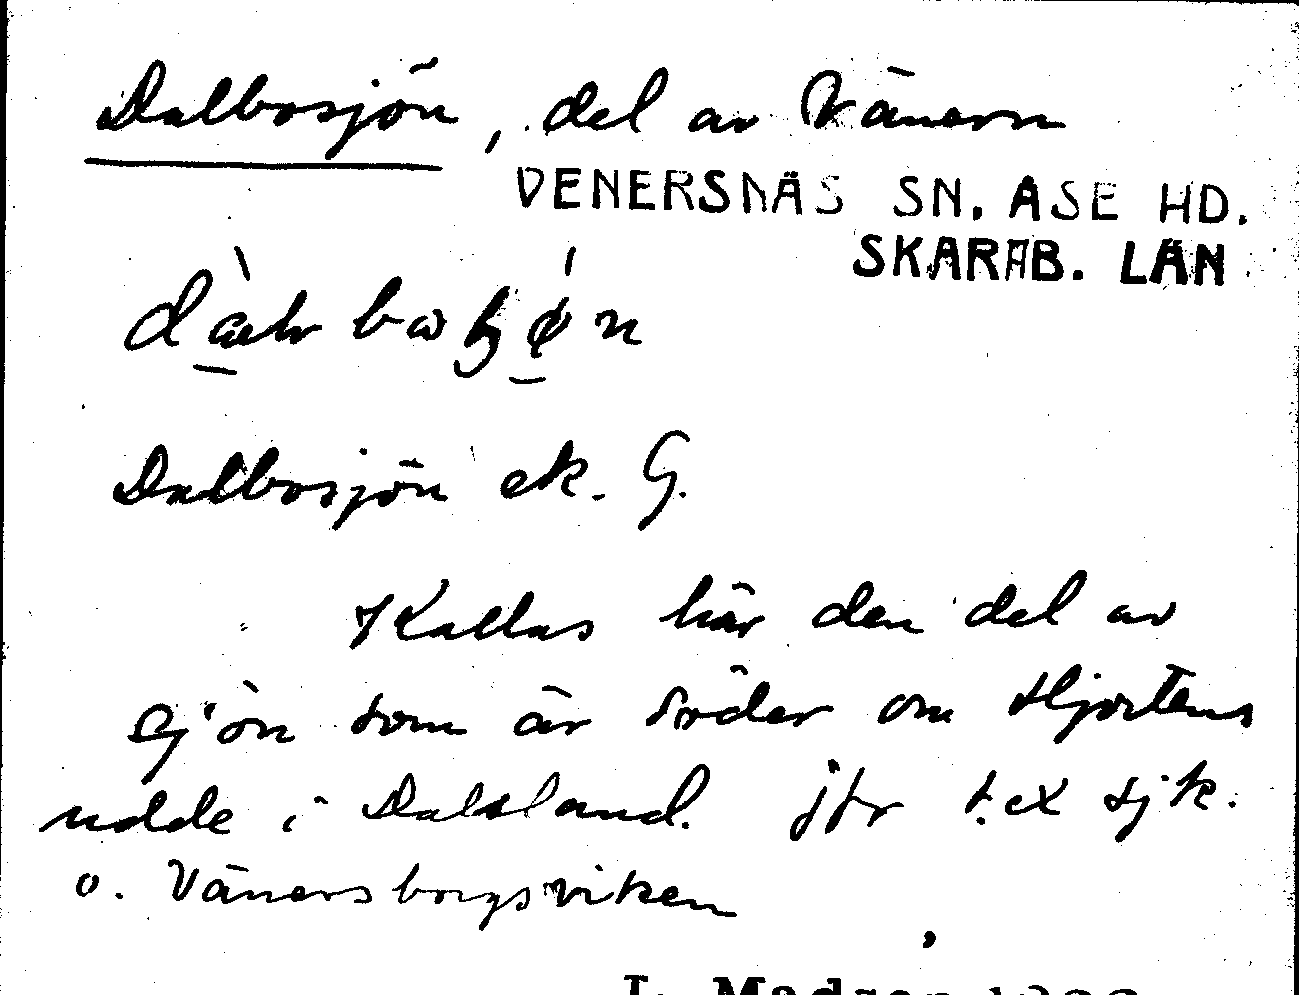 Dalbosjön, del av Vänern
VENERSNÄS SN. ASE HD.
SKARAB. LÄN
Dalbosjön ek. G.
Kallas här den del av
sjön som är söder om Hjortens
udde i Dalsland. jfr t.ex sjk.
o. Vänersborgsviken